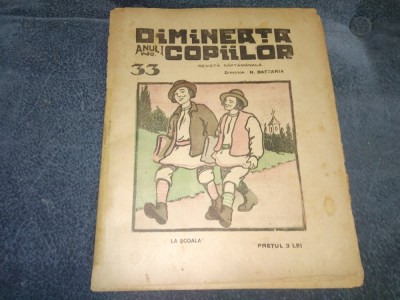 DIMINEAȚA
ANUL I
COPIILOR
REVISTĂ SĂPTĂMÂNALĂ
33
Director: N. BATZARIA
LA ȘCOALĂ
PREȚUL 3 LEI